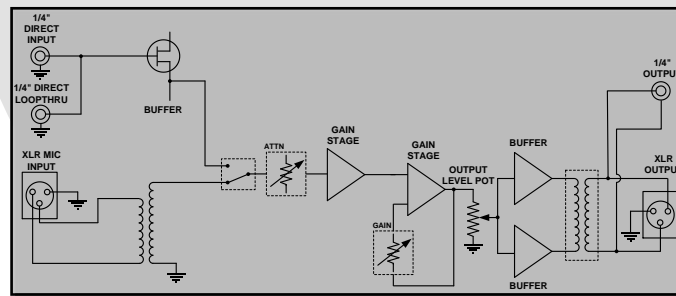 1/4"
DIRECT
INPUT
1/4" DIRECT
LOOPTHRU
BUFFER
XLR MIC
INPUT
ATTN
GAIN
STAGE
GAIN
STAGE
GAIN
OUTPUT
LEVEL POT
BUFFER
BUFFER
1/4"
OUTPUT
XLR
OUTPUT